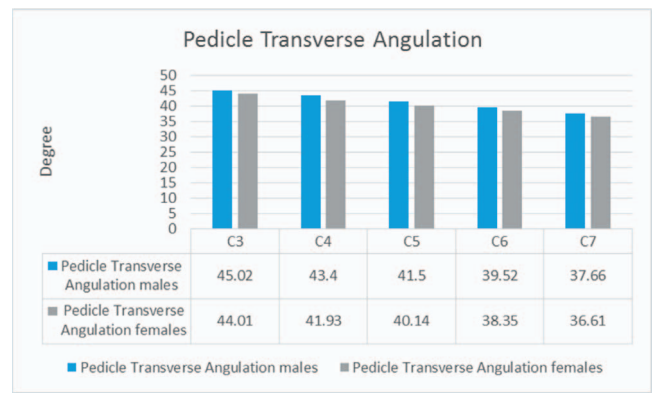 Pedicle Transverse Angulation
Degree
50
45
40
35
30
25
20
15
10
5
0
C3 C4 C5 C6 C7
Pedicle Transverse
Angulation males
45.02 43.4 41.5 39.52 37.66
Pedicle Transverse
Angulation females
44.01 41.93 40.14 38.35 36.61
Pedicle Transverse Angulation males Pedicle Transverse Angulation females